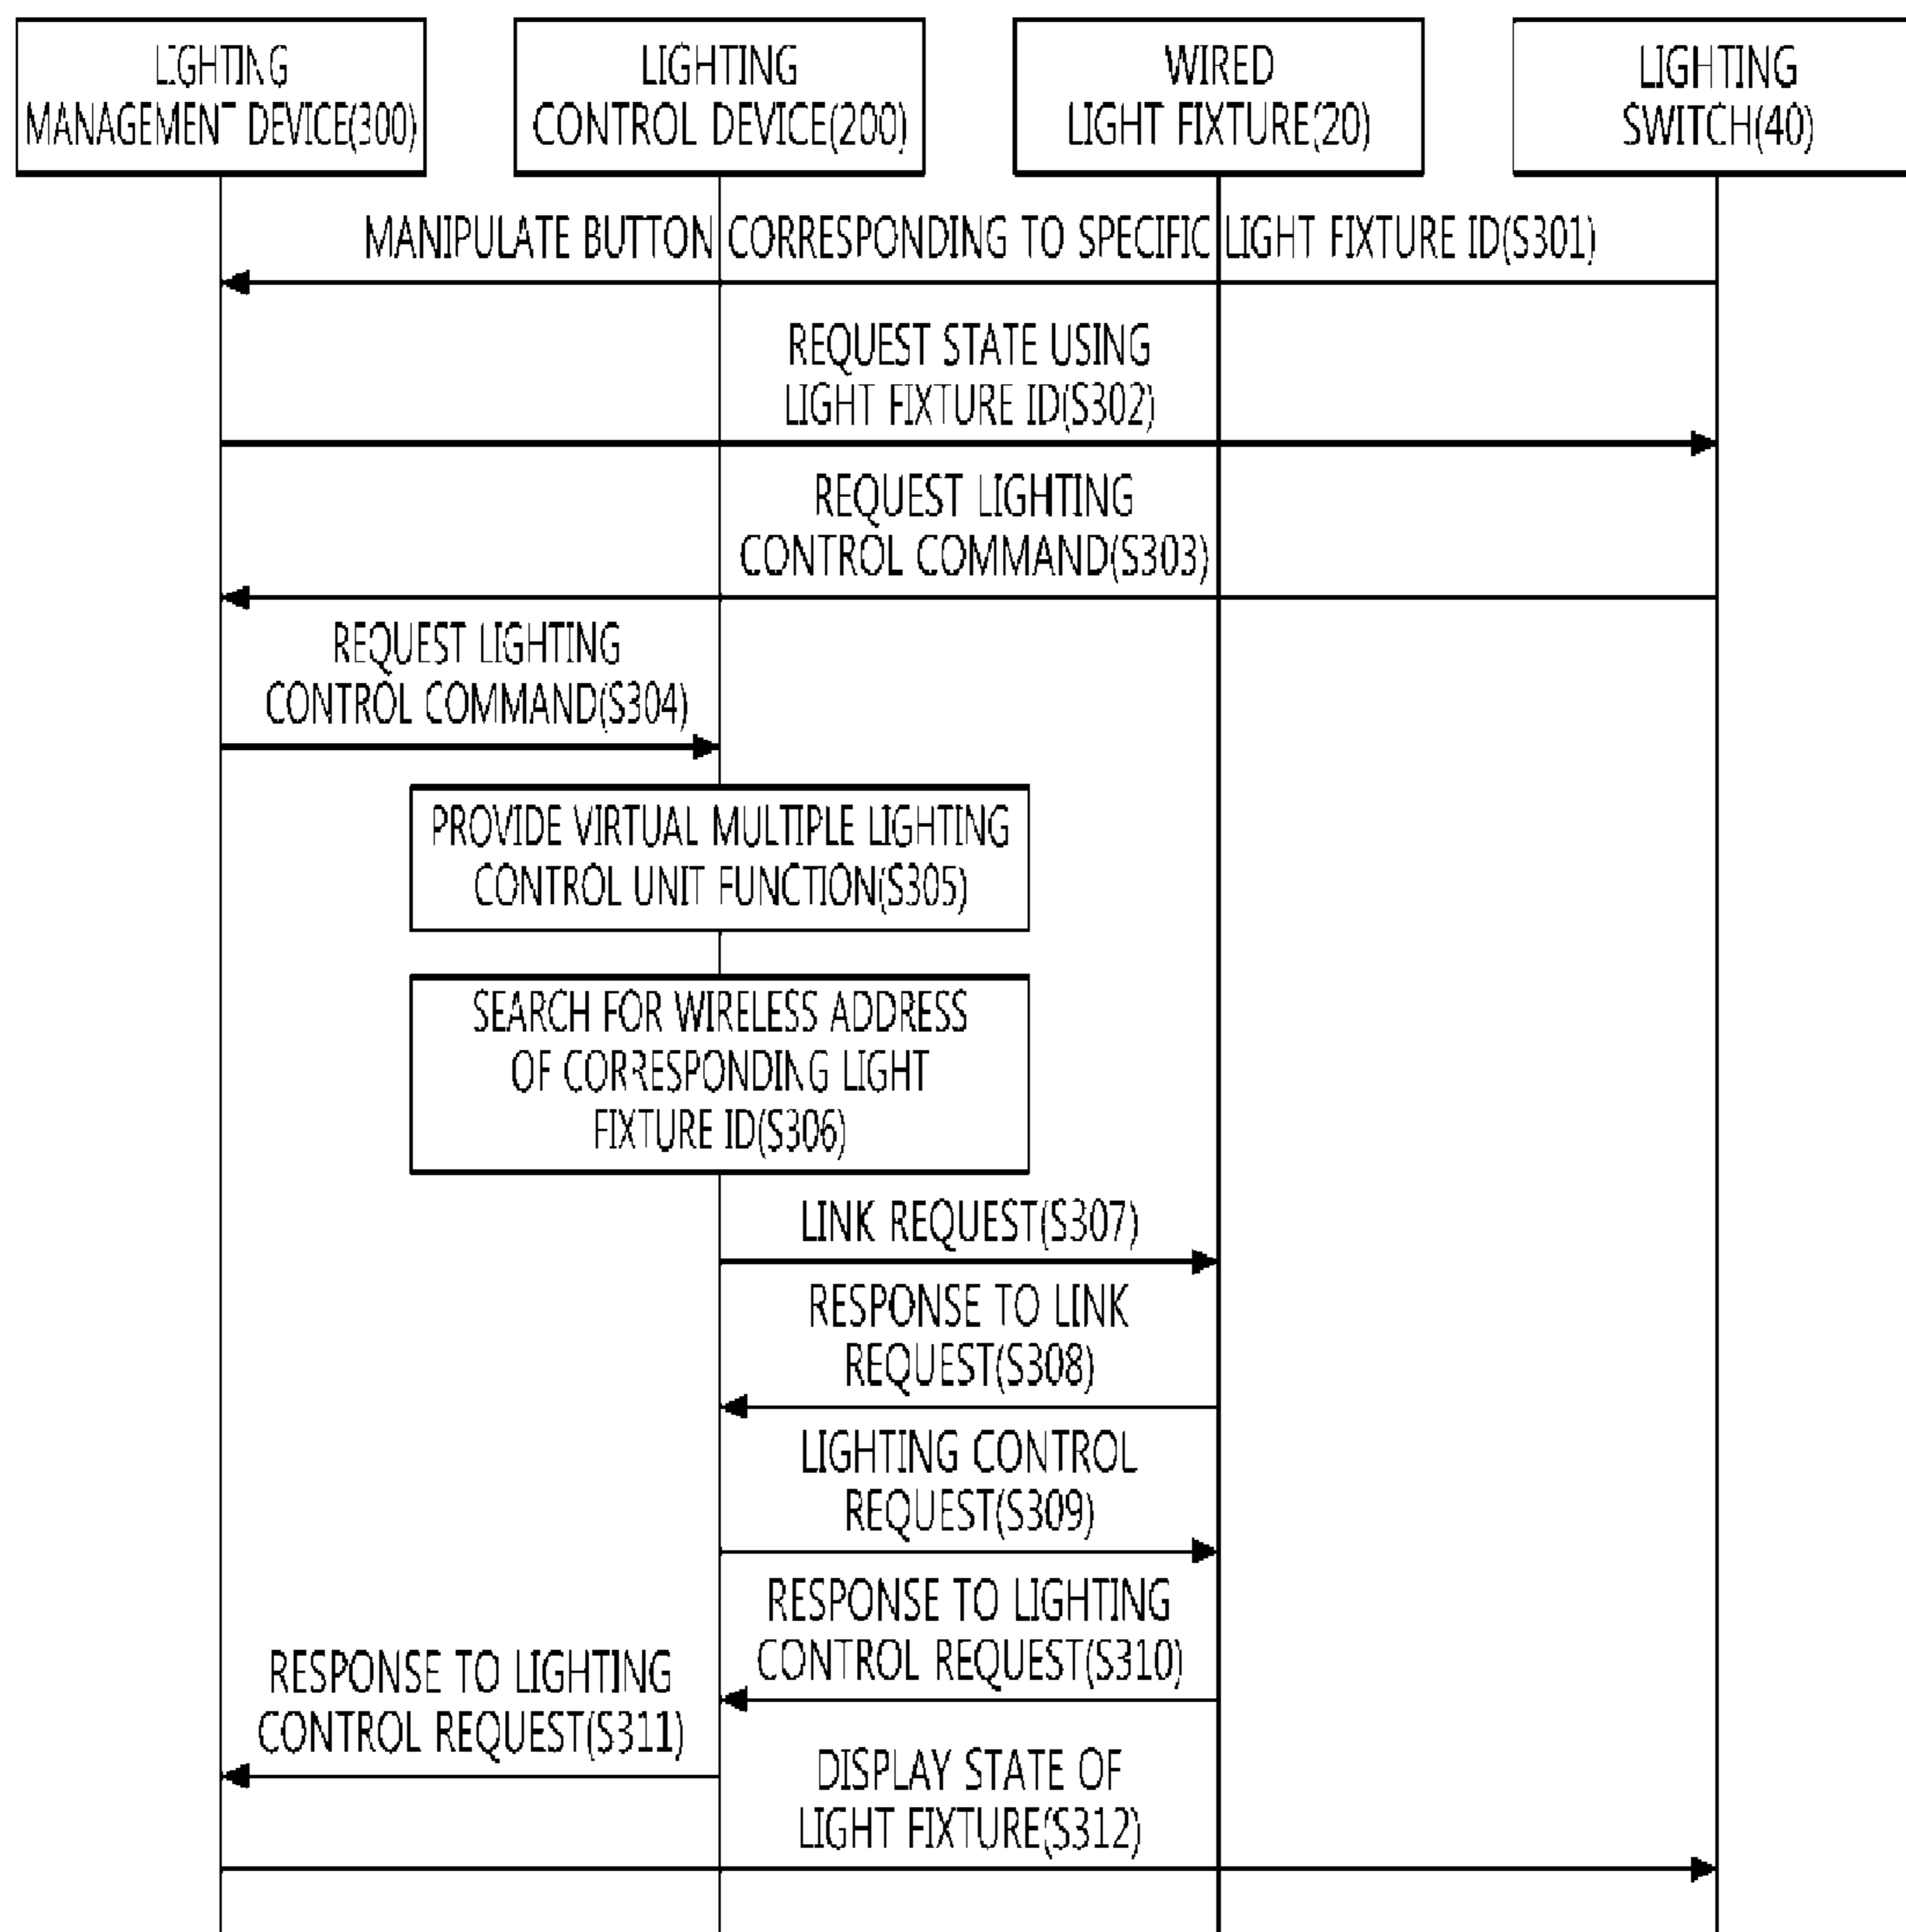 LIGHTING
MANAGEMENT DEVICE(300)
LIGHTING
CONTROL DEVICE(200)
WIRED
LIGHT FIXTURE(20)
LIGHTING
SWITCH(40)
MANIPULATE BUTTON CORRESPONDING TO SPECIFIC LIGHT FIXTURE ID(S301)
REQUEST STATE USING
LIGHT FIXTURE ID(S302)
REQUEST LIGHTING
CONTROL COMMAND(S303)
REQUEST LIGHTING
CONTROL COMMAND(S304)
PROVIDE VIRTUAL MULTIPLE LIGHTING
CONTROL UNIT FUNCTION(S305)
SEARCH FOR WIRELESS ADDRESS
OF CORRESPONDING LIGHT
FIXTURE ID(S306)
LINK REQUEST(S307)
RESPONSE TO LINK
REQUEST(S308)
LIGHTING CONTROL
REQUEST(S309)
RESPONSE TO LIGHTING
CONTROL REQUEST(S310)
RESPONSE TO LIGHTING
CONTROL REQUEST(S311)
DISPLAY STATE OF
LIGHT FIXTURE(S312)